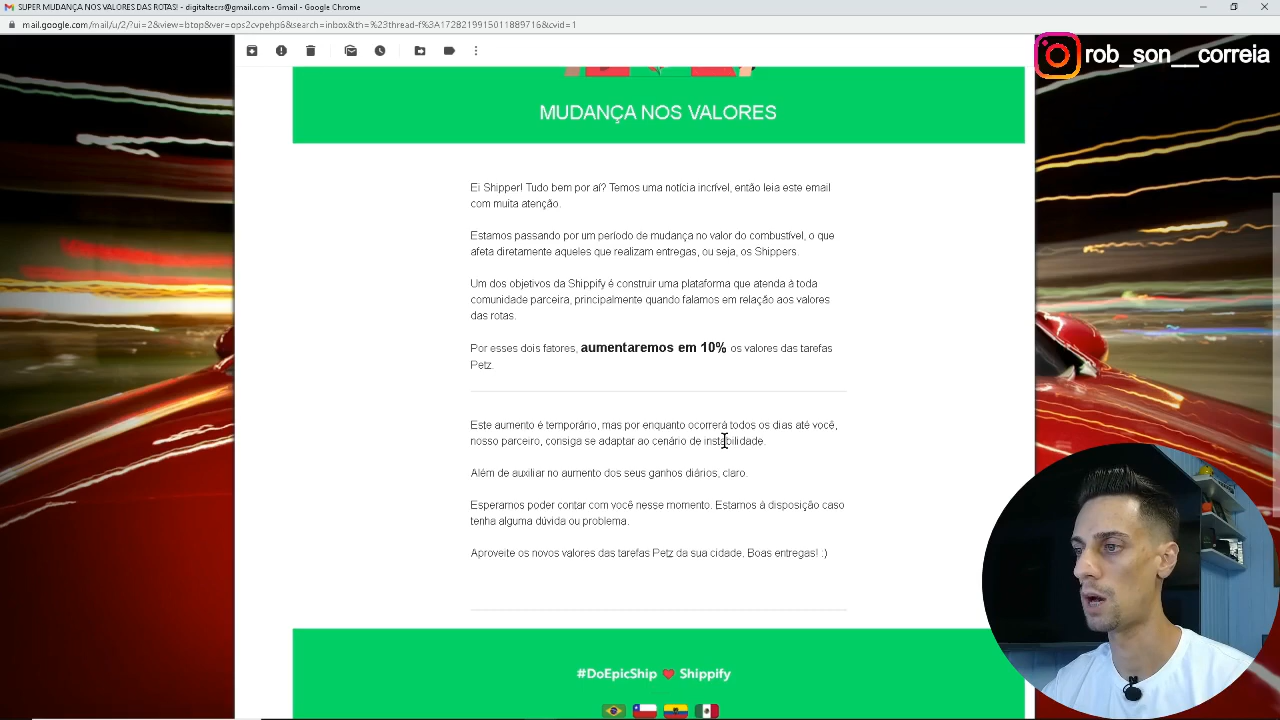 SUPER MUDANÇA NOS VALORES DAS ROTAS! - digitaltecrs@gmail.com - Gmail - Google Chrome
mail.google.com/mail/u/2/?ui=2&view=btop&ver=ops2cvpehp6&search=inbox&th=%23thread-f%3A1728219915011889716&cvid=1
rob_son__correia
MUDANÇA NOS VALORES
Ei Shipper! Tudo bem por aí? Temos uma notícia incrível, então leia este email
com muita atenção.
Estamos passando por um período de mudança no valor do combustível, o que
afeta diretamente aqueles que realizam entregas, ou seja, os Shippers.
Um dos objetivos da Shippify é construir uma plataforma que atenda à toda
comunidade parceira, principalmente quando falamos em relação aos valores
das rotas.
Por esses dois fatores, aumentaremos em 10% os valores das tarefas
Petz.
Este aumento é temporário, mas por enquanto ocorrerá todos os dias até você,
nosso parceiro, consiga se adaptar ao cenário de instabilidade.
Além de auxiliar no aumento dos seus ganhos diários, claro.
Esperamos poder contar com você nesse momento. Estamos à disposição caso
tenha alguma dúvida ou problema.
Aproveite os novos valores das tarefas Petz da sua cidade. Boas entregas! :)
#DoEpicShip ❤ Shippify